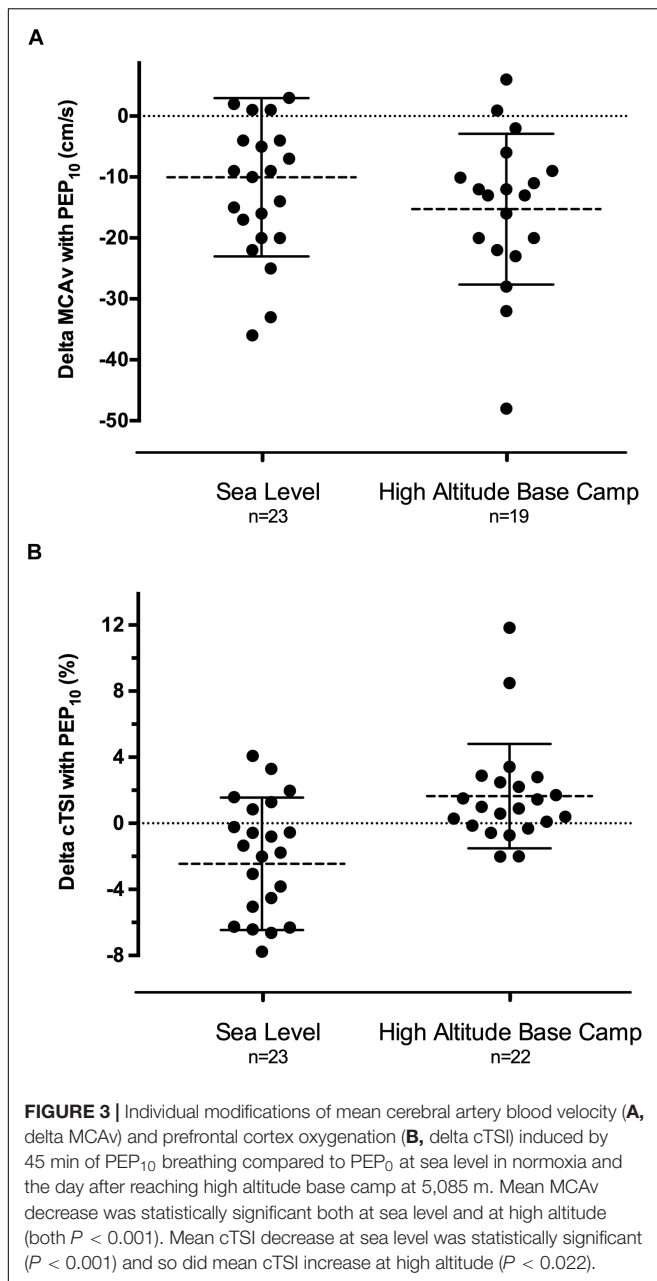 A
Delta MCAv with PEP10 (cm/s)
0
-10
-20
-30
-40
-50
Sea Level
n=23
High Altitude Base Camp
n=19
B
Delta cTSI with PEP10 (%)
12
8
4
0
-4
-8
Sea Level
n=23
High Altitude Base Camp
n=22
FIGURE 3 | Individual modifications of mean cerebral artery blood velocity (A,
delta MCAv) and prefrontal cortex oxygenation (B, delta cTSI) induced by
45 min of PEP10 breathing compared to PEP0 at sea level in normoxia and
the day after reaching high altitude base camp at 5,085 m. Mean MCAv
decrease was statistically significant both at sea level and at high altitude
(both P < 0.001). Mean cTSI decrease at sea level was statistically significant
(P < 0.001) and so did mean cTSI increase at high altitude (P < 0.022).